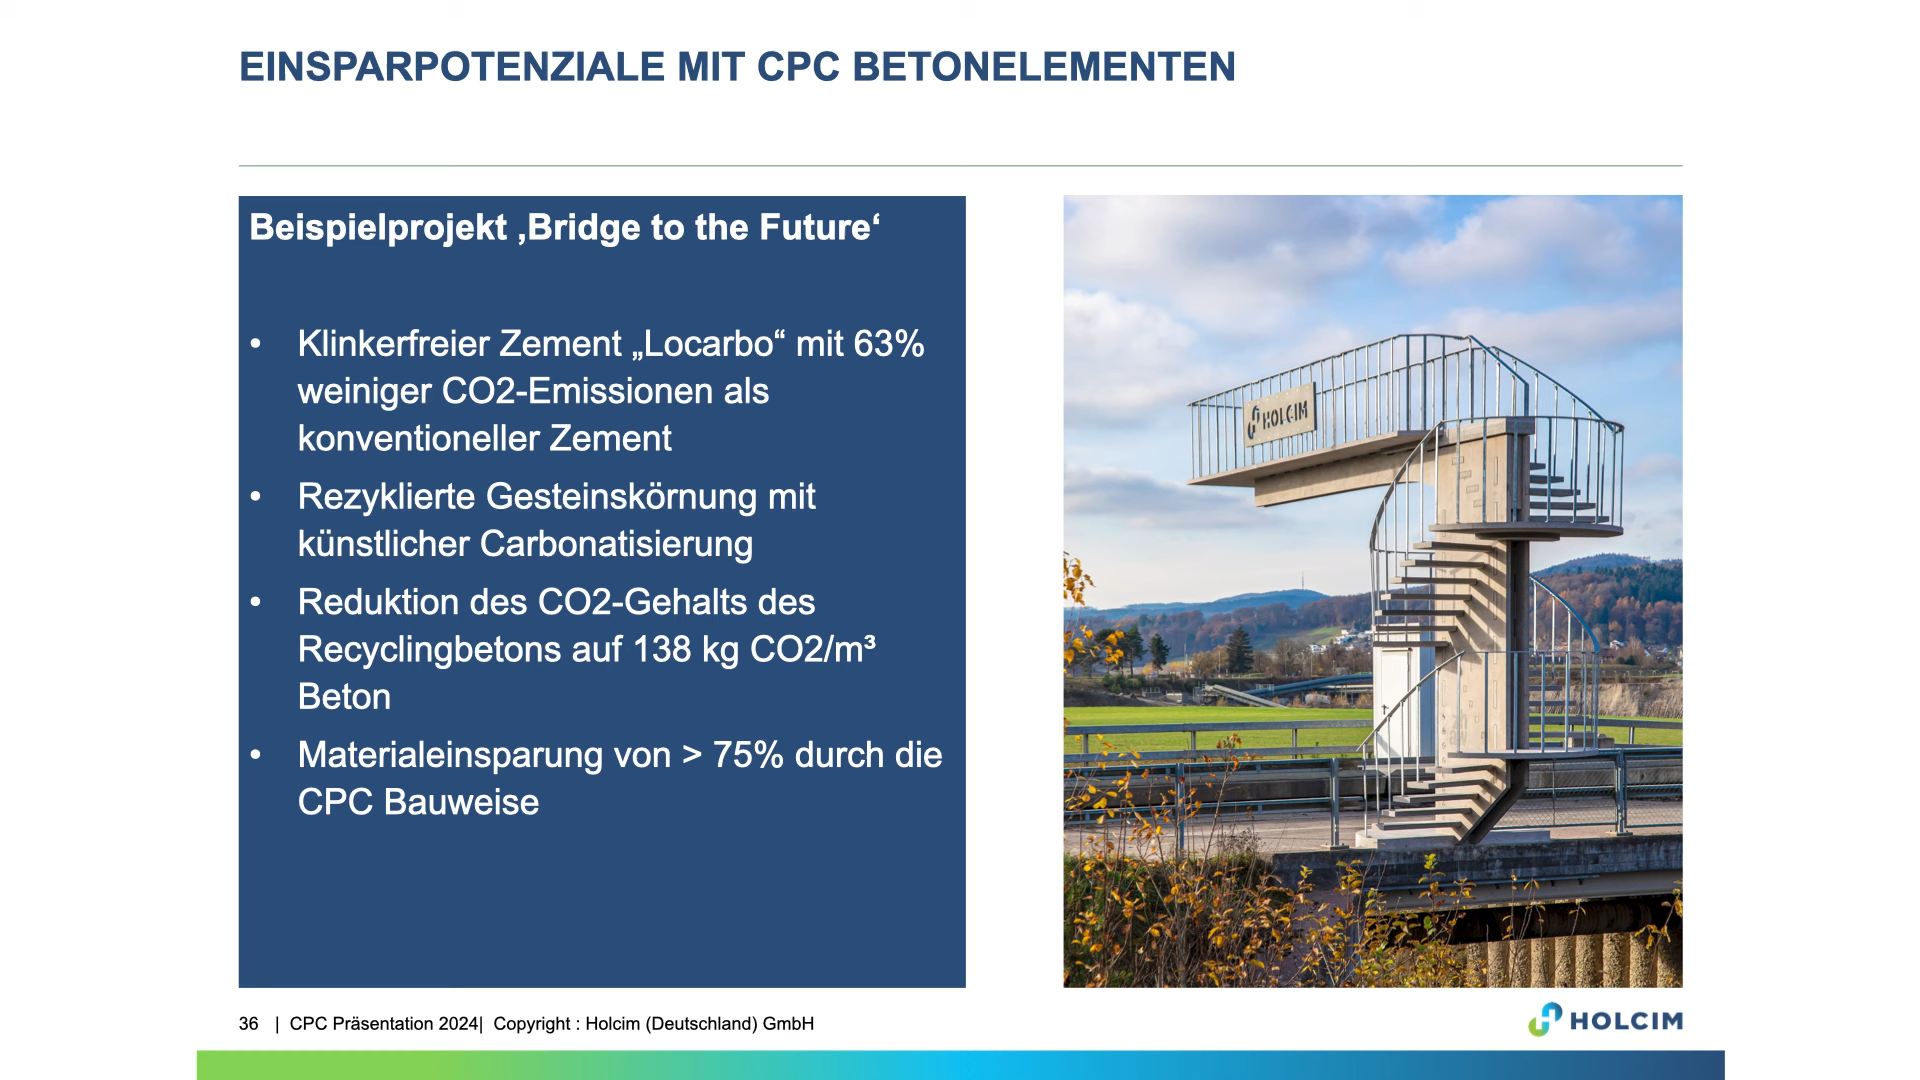 EINSPARPOTENZIALE MIT CPC BETONELEMENTEN
Beispielprojekt ‚Bridge to the Future‘
• Klinkerfreier Zement „Locarbo“ mit 63%
weiniger CO2-Emissionen als
konventioneller Zement
• Rezyklierte Gesteinskörnung mit
künstlicher Carbonatisierung
• Reduktion des CO2-Gehalts des
Recyclingbetons auf 138 kg CO2/m³
Beton
• Materialeinsparung von > 75% durch die
CPC Bauweise
HOLCIM
36 | CPC Präsentation 2024| Copyright : Holcim (Deutschland) GmbH
HOLCIM